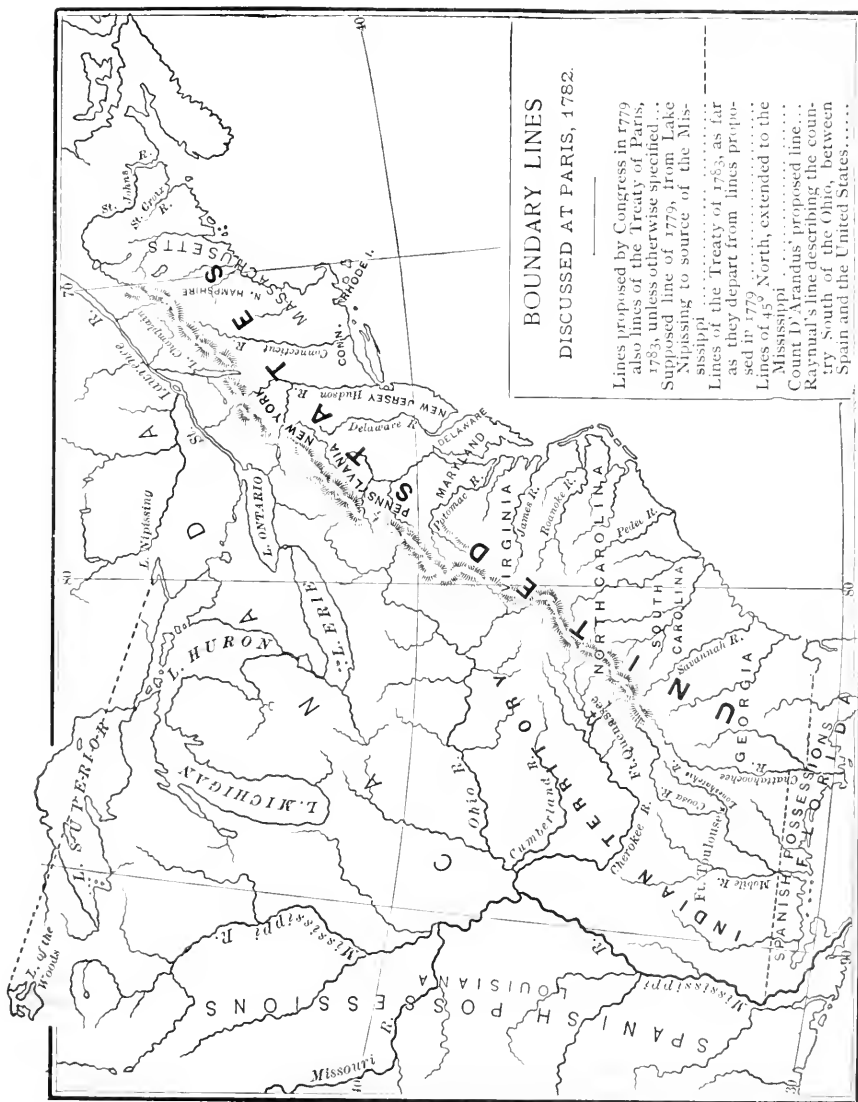 BOUNDARY LINES
DISCUSSED AT PARIS, 1782.
Lines proposed by Congress in 1779
also lines of the Treaty of Paris,
1783, unless otherwise specified...
Supposed line of 1779, from Lake
Nipissing to source of the Mis-
sissippi
Lines of the Treaty of 1783, as far
as they depart from lines propo-
sed in 1779
Lines of 45° North, extended to the
Mississippi
Count D'Arandus' proposed line...
Raynual's line describing the coun-
try South of the Ohio, between
Spain and the United States
UNITED STATES
CANADA
INDIAN TERRITORY
SPANISH POSSESSIONS
LOUISIANA
SPANISH POSSESSIONS
FLORIDA
L. of the
Woods
L. SUPERIOR
L. MICHIGAN
L. HURON
L. ERIE
L. ONTARIO
L. Nipissing
St. Lawrence R.
L. Champlain
St. Johns
R.
St. Croix
R.
MASSACHUSETTS
N. HAMPSHIRE
MASSACHUSETTS
RHODE I.
CONN.
Connecticut R.
NEW YORK
Hudson R.
NEW JERSEY
Delaware R.
PENNSYLVANIA
DELAWARE
MARYLAND
Potomac R.
VIRGINIA
James R.
Roanoke R.
NORTH CAROLINA
Pedee R.
SOUTH
CAROLINA
Savannah R.
GEORGIA
Chattahoochee R.
Coosa R.
Ft. Toulouse
Mobile R.
Cherokee R.
Cumberland R.
Ohio R.
Mississippi R.
Mississippi R.
Missouri R.
70
80
40
40
80
90
30